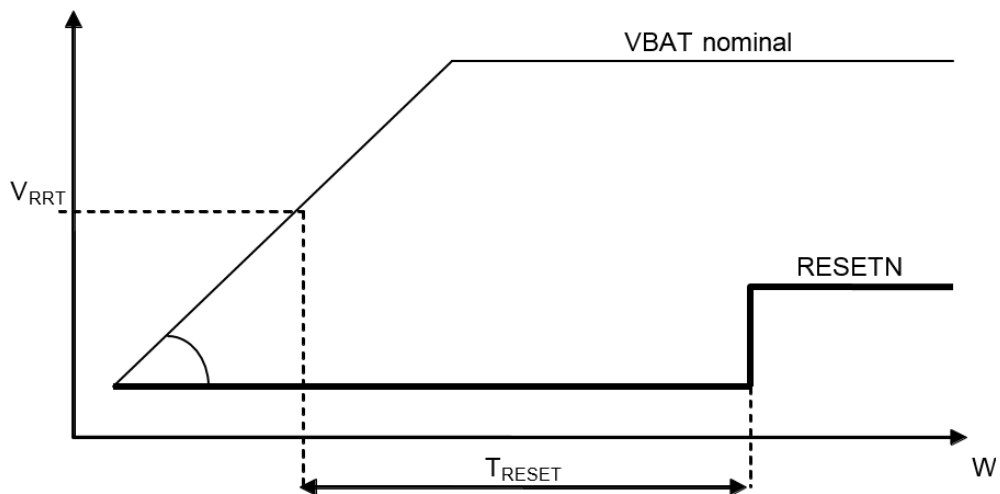 VBAT nominal
VRRT
RESETN
TRESET
W